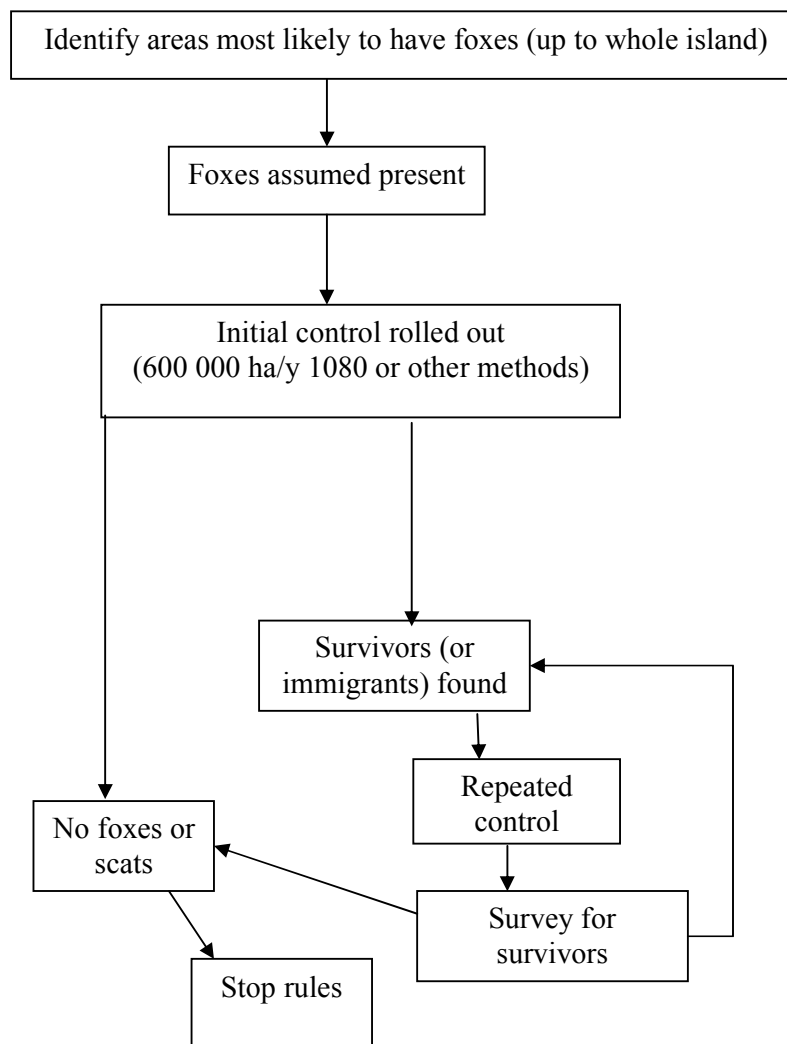 Identify areas most likely to have foxes (up to whole island)
Foxes assumed present
Initial control rolled out
(600 000 ha/y 1080 or other methods)
Survivors (or
immigrants) found
Repeated
control
No foxes or
scats
Survey for
survivors
Stop rules